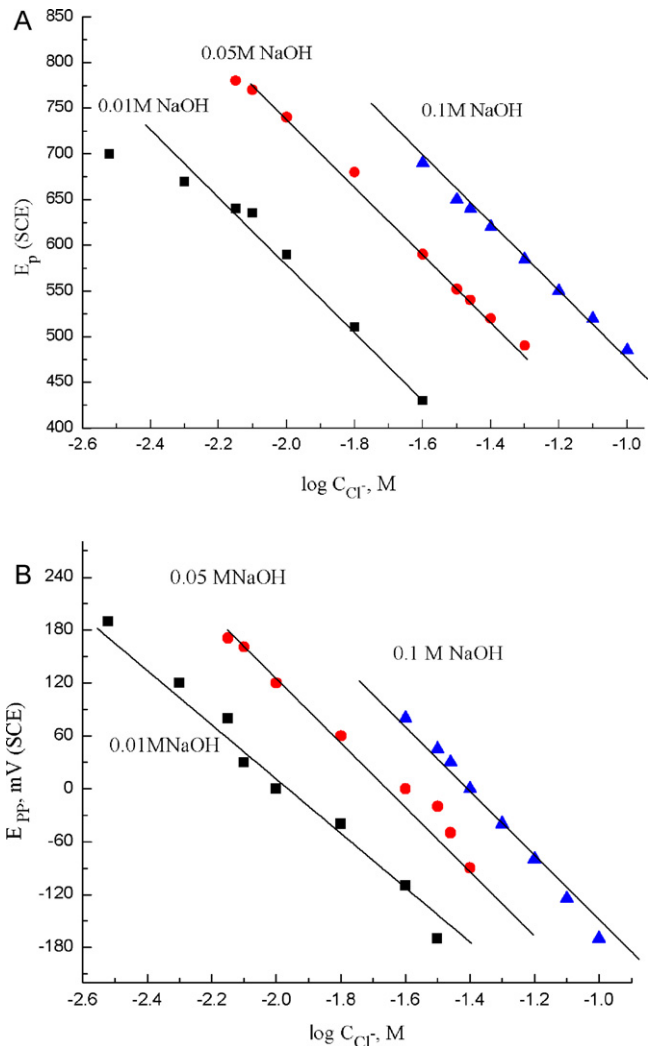 A
850
0.05M NaOH
800
750
0.01M NaOH
0.1M NaOH
700
650
E_p (SCE)
600
550
500
450
400
-2.6 -2.4 -2.2 -2.0 -1.8 -1.6 -1.4 -1.2 -1.0
log C_Cl⁻, M
B
240
0.05 MNaOH
180
0.1 M NaOH
120
60
0.01MNaOH
E_PP, mV (SCE)
0
-60
-120
-180
-2.6 -2.4 -2.2 -2.0 -1.8 -1.6 -1.4 -1.2 -1.0
log C_Cl⁻, M